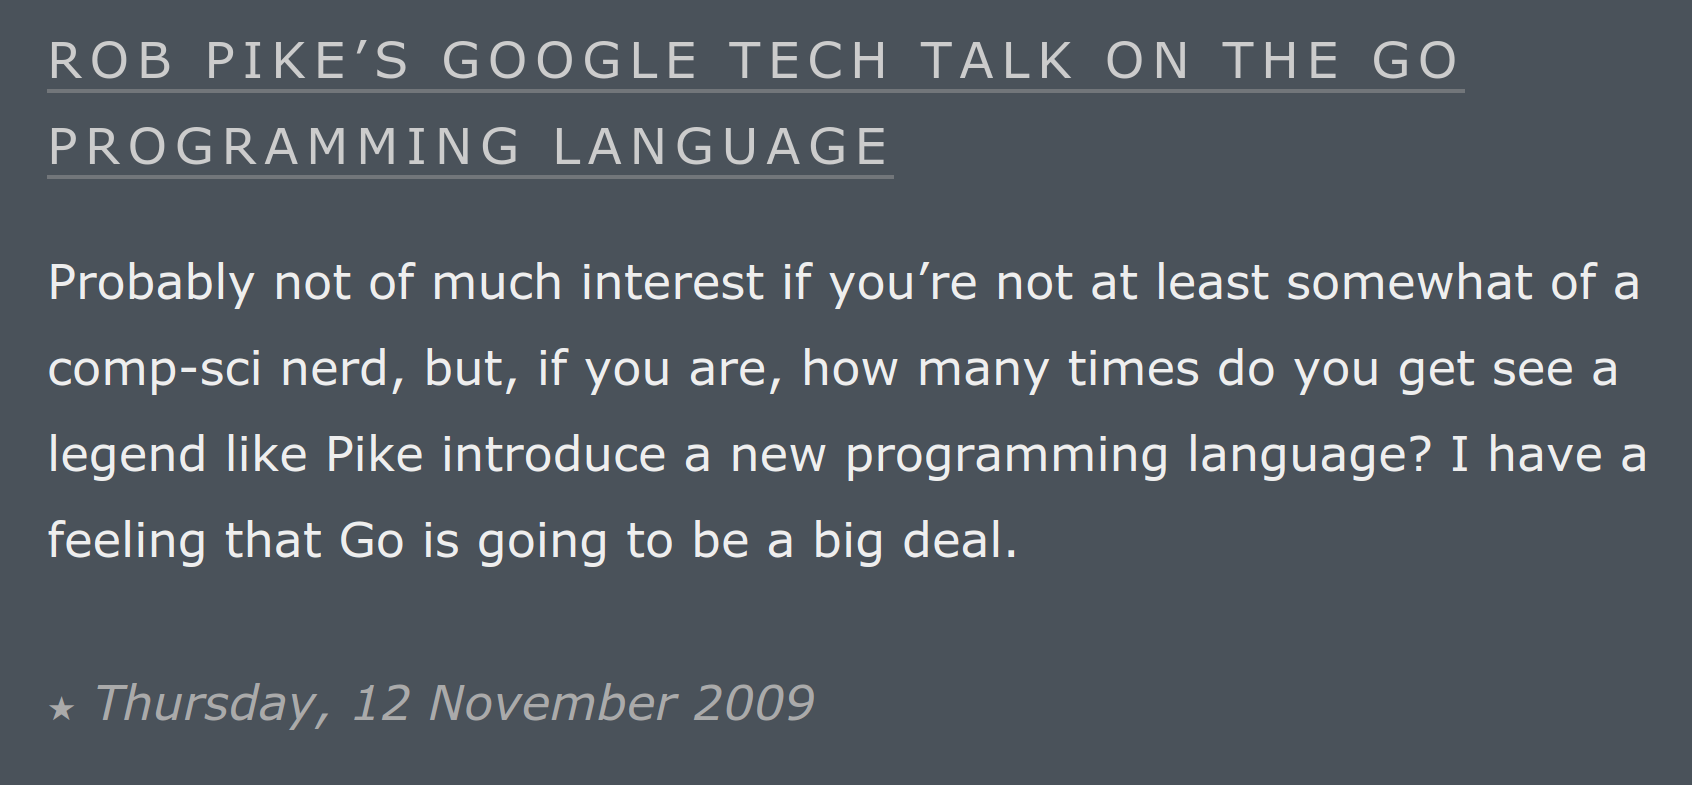 ROB PIKE’S GOOGLE TECH TALK ON THE GO
PROGRAMMING LANGUAGE
Probably not of much interest if you’re not at least somewhat of a
comp-sci nerd, but, if you are, how many times do you get see a
legend like Pike introduce a new programming language? I have a
feeling that Go is going to be a big deal.
★ Thursday, 12 November 2009